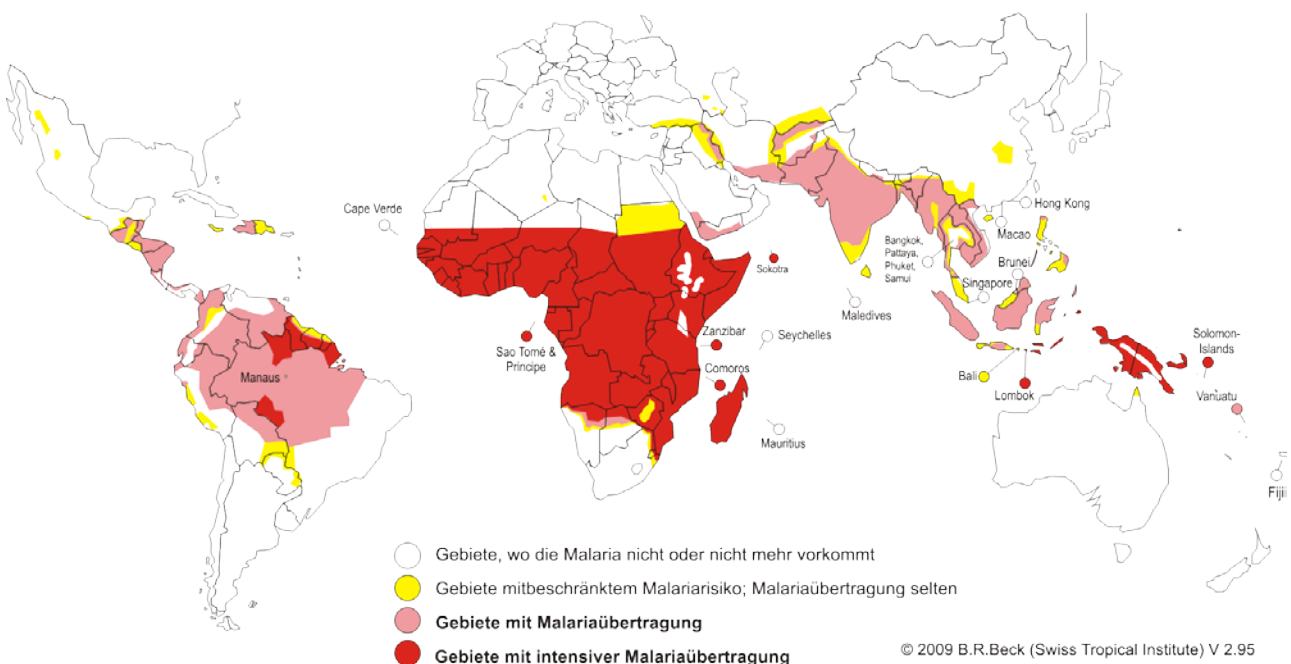 Cape Verde
Hong Kong
Macao
Bangkok,
Pattaya,
Phuket,
Samui
Brunei
Singapore
Sokotra
Maledives
Zanzibar
Seychelles
Sao Tomé &
Principe
Comoros
Manaus
Bali
Lombok
Solomon-
Islands
Vanuatu
Mauritius
Fijii
Gebiete, wo die Malaria nicht oder nicht mehr vorkommt
Gebiete mitbeschränktem Malariarisiko; Malariaübertragung selten
Gebiete mit Malariaübertragung
Gebiete mit intensiver Malariaübertragung
© 2009 B.R.Beck (Swiss Tropical Institute) V 2.95